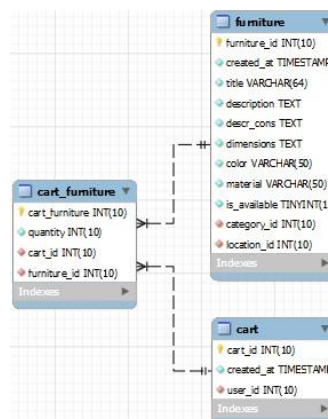 furniture
furniture_id INT(10)
created_at TIMESTAMP
title VARCHAR(64)
description TEXT
descr_cons TEXT
dimensions TEXT
color VARCHAR(50)
material VARCHAR(50)
is_available TINYINT(1
category_id INT(10)
location_id INT(10)
Indexes
cart_furniture
cart_furniture INT(10)
quantity INT(10)
cart_id INT(10)
furniture_id INT(10)
Indexes
cart
cart_id INT(10)
created_at TIMESTAMP
user_id INT(10)
Indexes